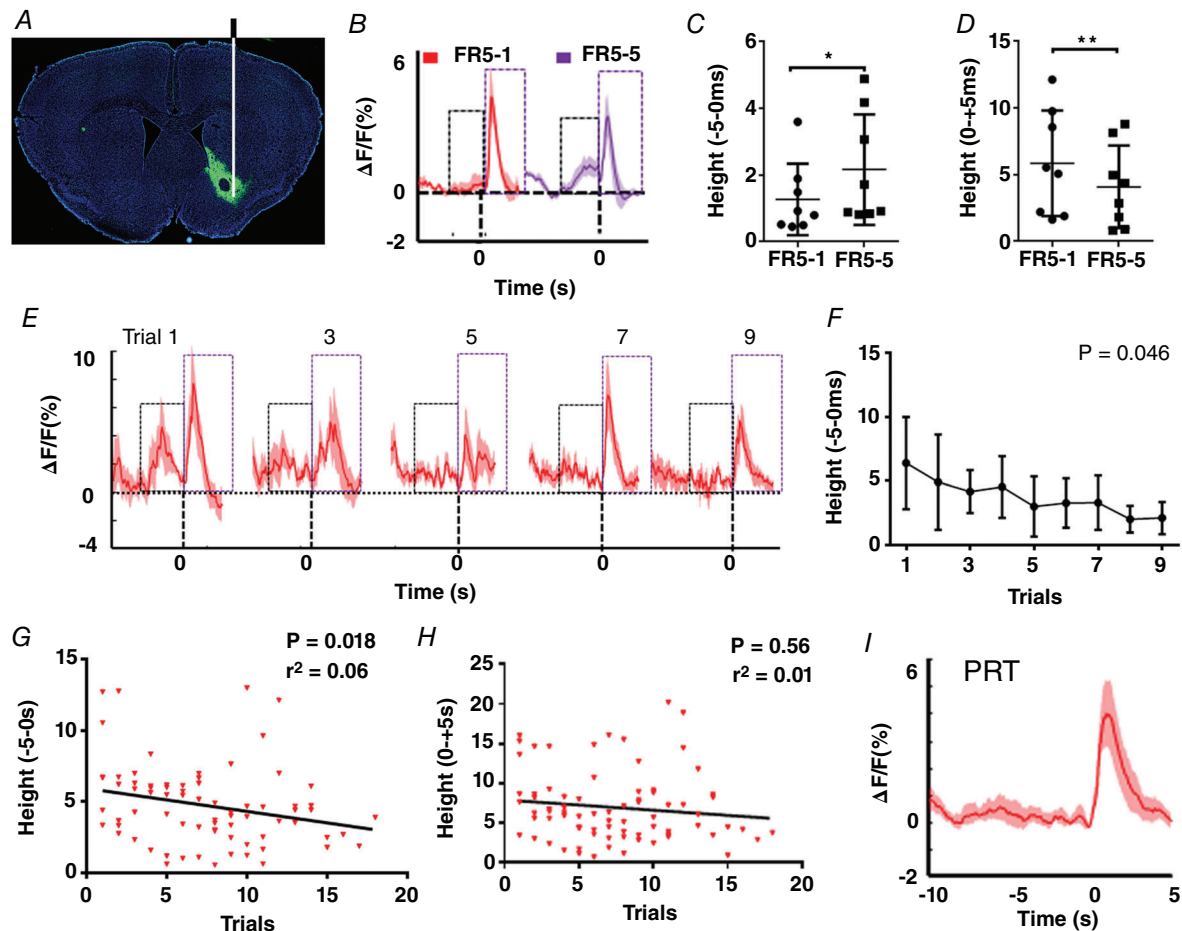 A
B
FR5-1
FR5-5
6
0
-2
ΔF/F(%)
0
0
Time (s)
C
*
6
4
2
0
Height (-5-0ms)
FR5-1
FR5-5
D
**
15
10
5
0
Height (0-+5ms)
FR5-1
FR5-5
E
Trial 1
3
5
7
9
10
0
-4
ΔF/F(%)
0
0
0
0
0
Time (s)
F
P = 0.046
15
10
5
0
Height (-5-0ms)
1
3
5
7
9
Trials
G
P = 0.018
r² = 0.06
15
10
5
0
Height (-5-0s)
0
5
10
15
20
Trials
H
P = 0.56
r² = 0.01
25
20
15
10
5
0
Height (0-+5s)
0
5
10
15
20
Trials
I
PRT
6
0
-2
ΔF/F(%)
-10
-5
0
5
Time (s)